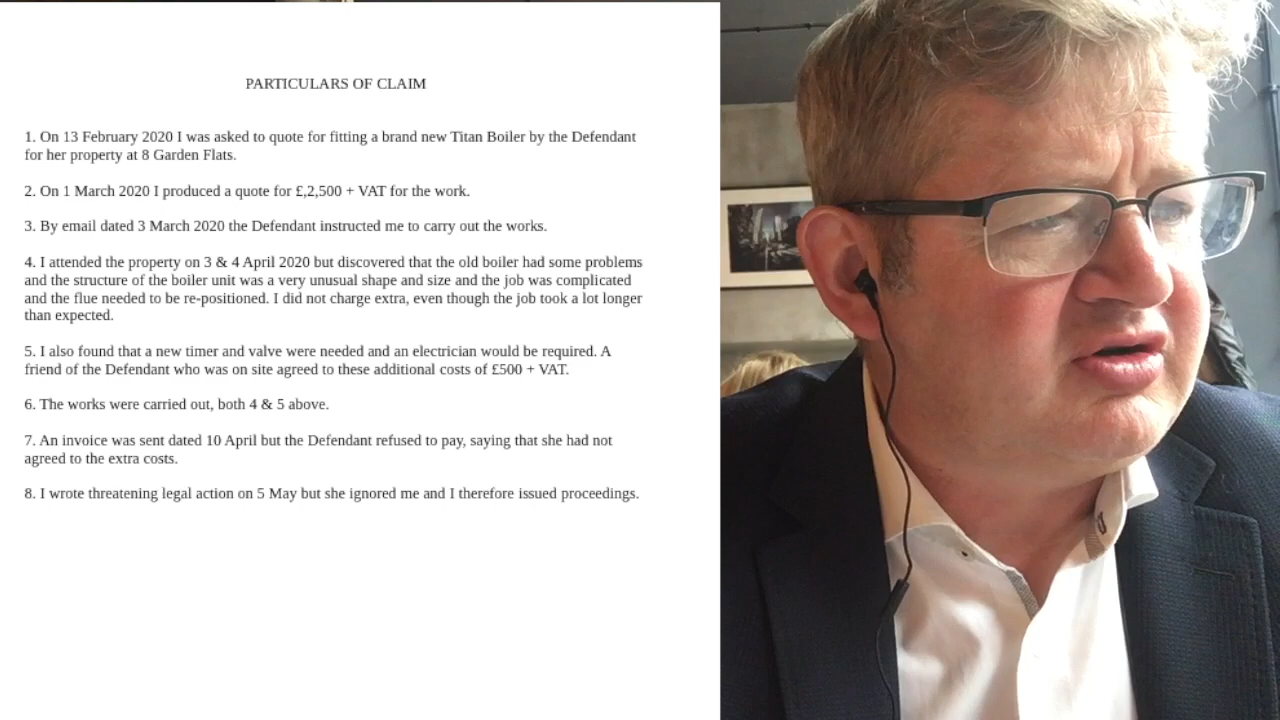 PARTICULARS OF CLAIM
1. On 13 February 2020 I was asked to quote for fitting a brand new Titan Boiler by the Defendant
for her property at 8 Garden Flats.
2. On 1 March 2020 I produced a quote for £,2,500 + VAT for the work.
3. By email dated 3 March 2020 the Defendant instructed me to carry out the works.
4. I attended the property on 3 & 4 April 2020 but discovered that the old boiler had some problems
and the structure of the boiler unit was a very unusual shape and size and the job was complicated
and the flue needed to be re-positioned. I did not charge extra, even though the job took a lot longer
than expected.
5. I also found that a new timer and valve were needed and an electrician would be required. A
friend of the Defendant who was on site agreed to these additional costs of £500 + VAT.
6. The works were carried out, both 4 & 5 above.
7. An invoice was sent dated 10 April but the Defendant refused to pay, saying that she had not
agreed to the extra costs.
8. I wrote threatening legal action on 5 May but she ignored me and I therefore issued proceedings.